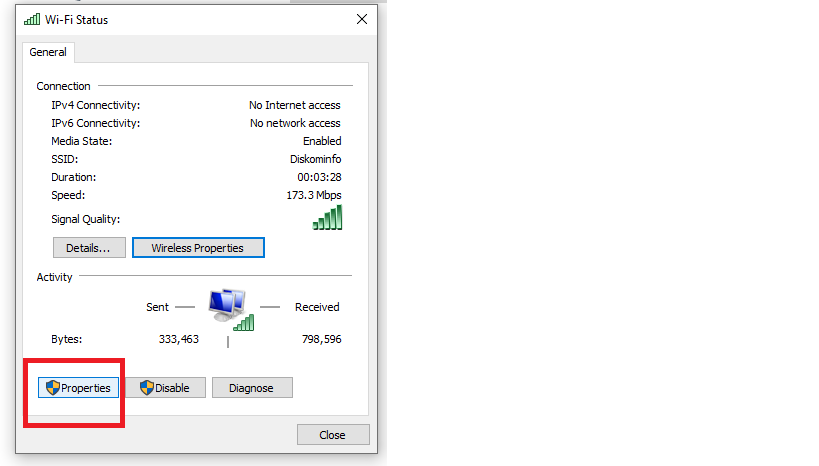 Wi-Fi Status
General
Connection
IPv4 Connectivity: No Internet access
IPv6 Connectivity: No network access
Media State: Enabled
SSID: Diskominfo
Duration: 00:03:28
Speed: 173.3 Mbps
Signal Quality:
Details... Wireless Properties
Activity
Sent Received
Bytes: 333,463 798,596
Properties Disable Diagnose
Close